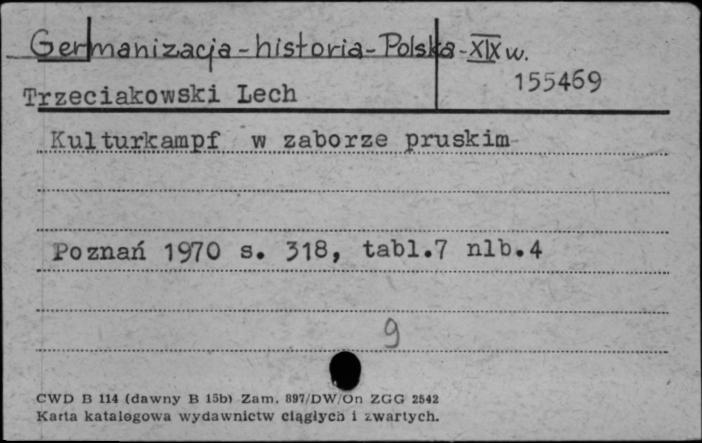 Germanizacja - historia - Polska - XIX w.
155469
Trzeciakowski Lech
Kulturkampf w zaborze pruskim
Poznań 1970 s. 318, tabl.7 nlb.4
9
CWD B 114 (dawny B 15b) Zam. 897/DW/On ZGG 2542
Karta katalogowa wydawnictw ciągłych i zwartych.